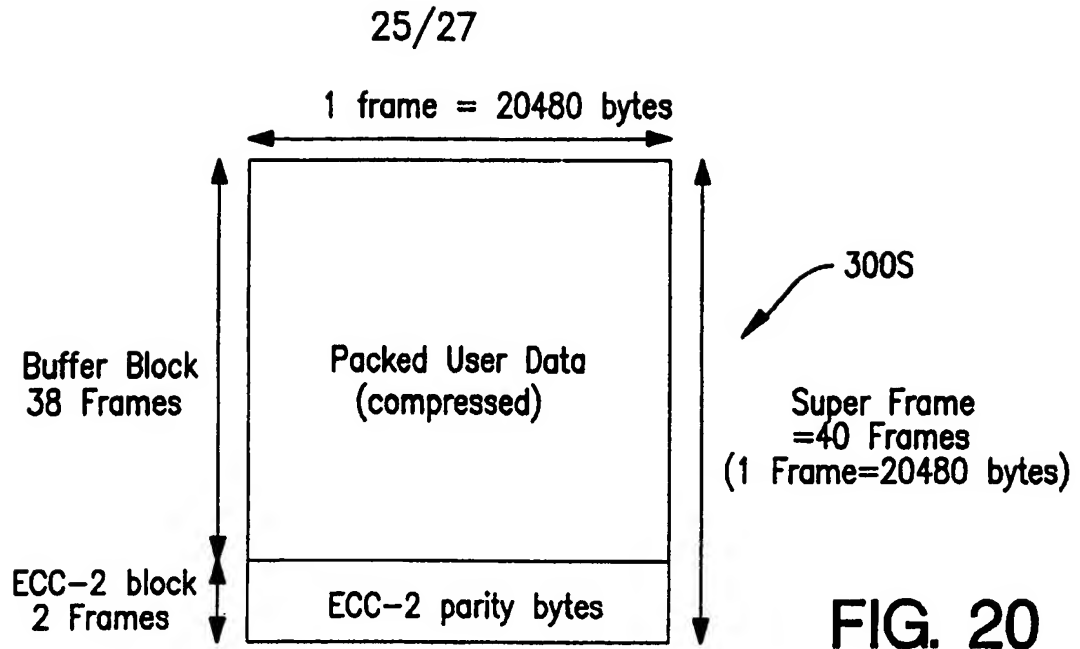 25/27
1 frame = 20480 bytes
300S
Buffer Block
38 Frames
Packed User Data
(compressed)
Super Frame
=40 Frames
(1 Frame=20480 bytes)
ECC-2 block
2 Frames
ECC-2 parity bytes
FIG. 20